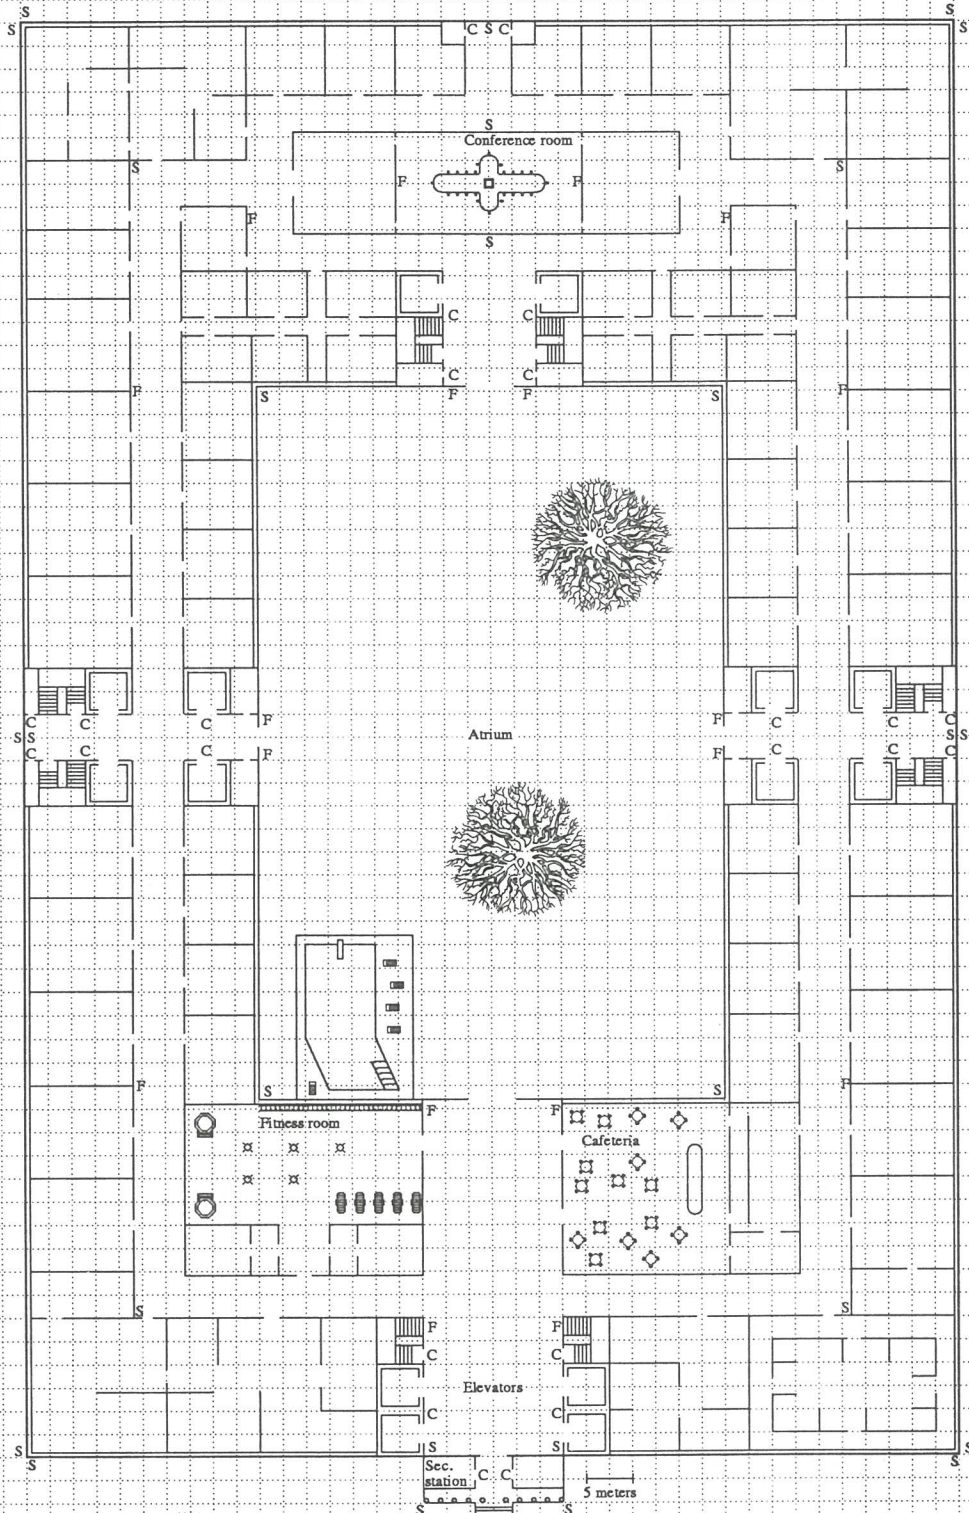 S S
S C S C S
S
Conference room
S S
F F
F F
S
C C
C C
F F F F
S S
C C C F F C C C
S S Atrium S S
C C C F F C C C
F S S F
F F
Fitness room
Cafeteria
S S
F F
C C
Elevators
C C
S S S S
S S
Sec.
station
C C
5 meters
S S